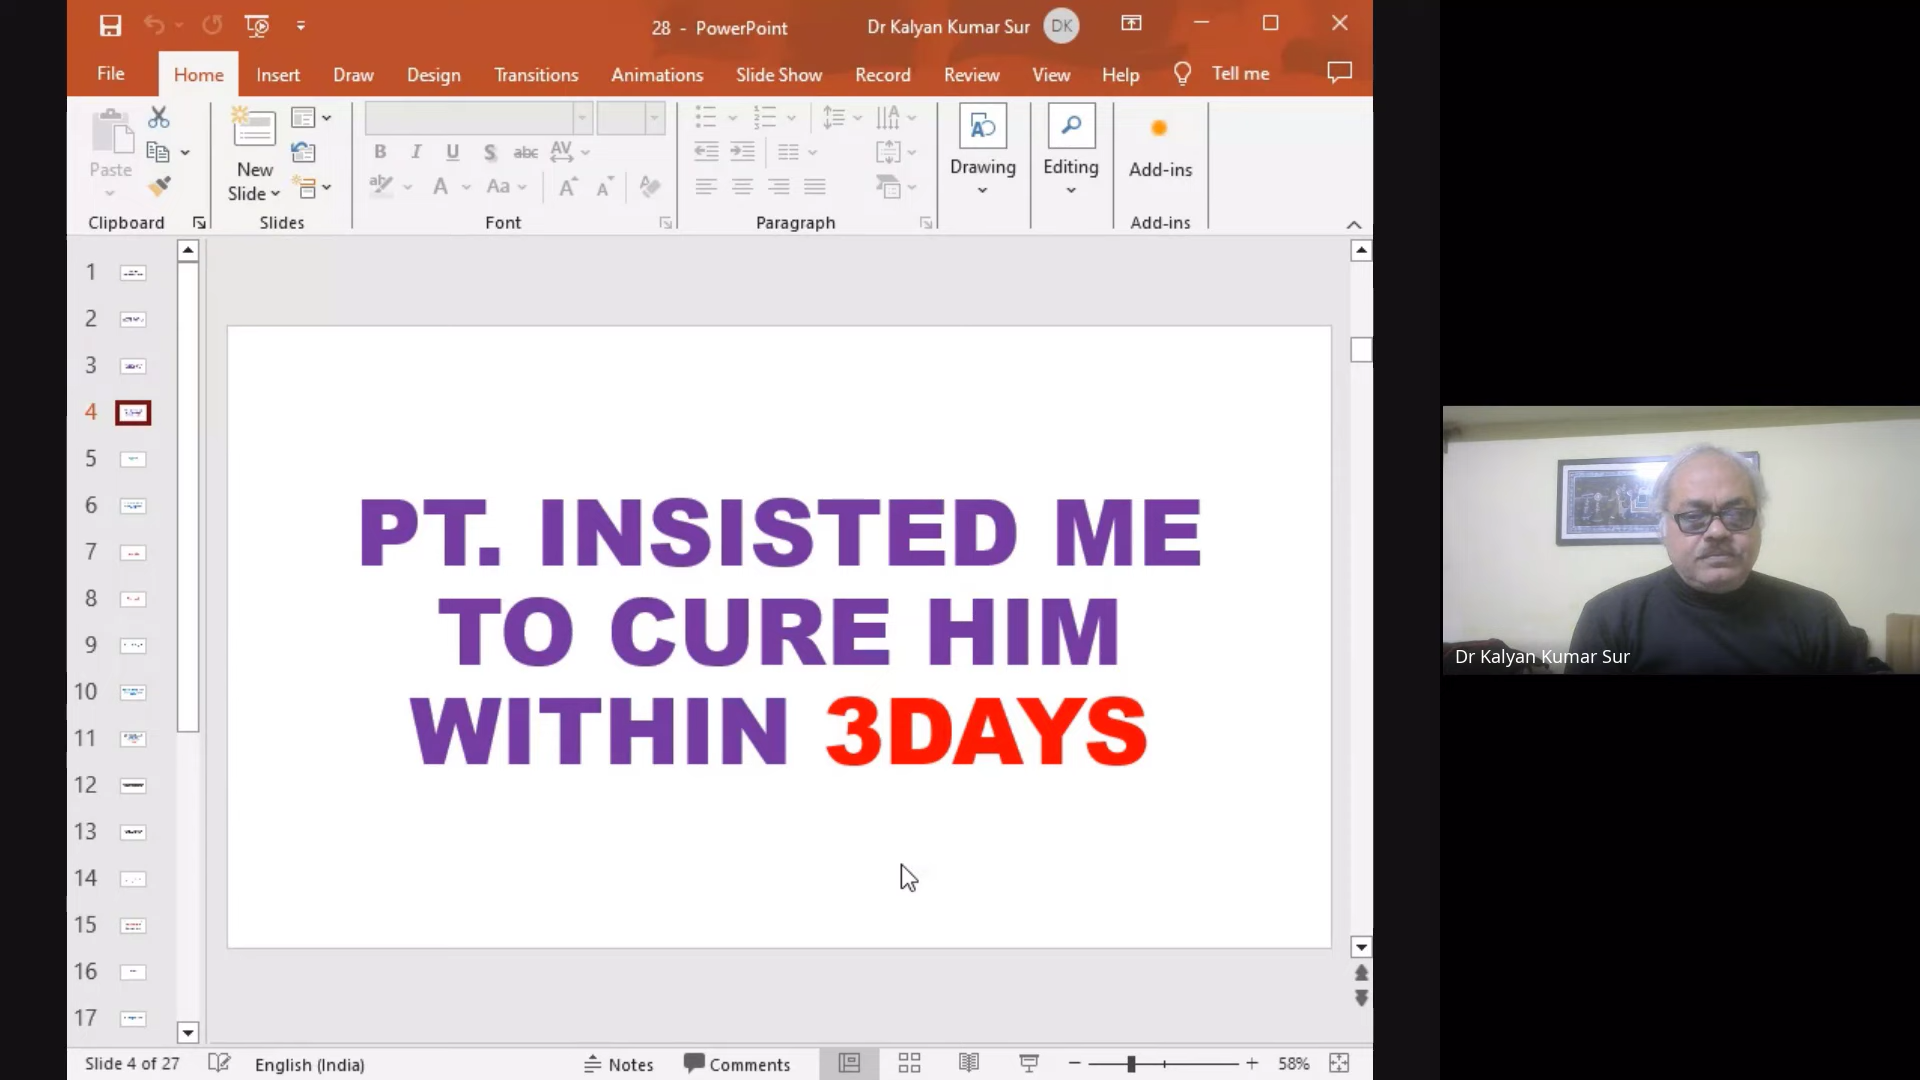 28 - PowerPoint
Dr Kalyan Kumar Sur
DK
File
Home
Insert
Draw
Design
Transitions
Animations
Slide Show
Record
Review
View
Help
Tell me
Paste
New
Slide
B I U S abc AV
A Aa A A
Drawing
Editing
Add-ins
Clipboard
Slides
Font
Paragraph
Add-ins
1
2
3
4
5
6
7
8
9
10
11
12
13
14
15
16
17
PT. INSISTED ME
TO CURE HIM
WITHIN 3DAYS
Dr Kalyan Kumar Sur
Slide 4 of 27
English (India)
Notes
Comments
58%